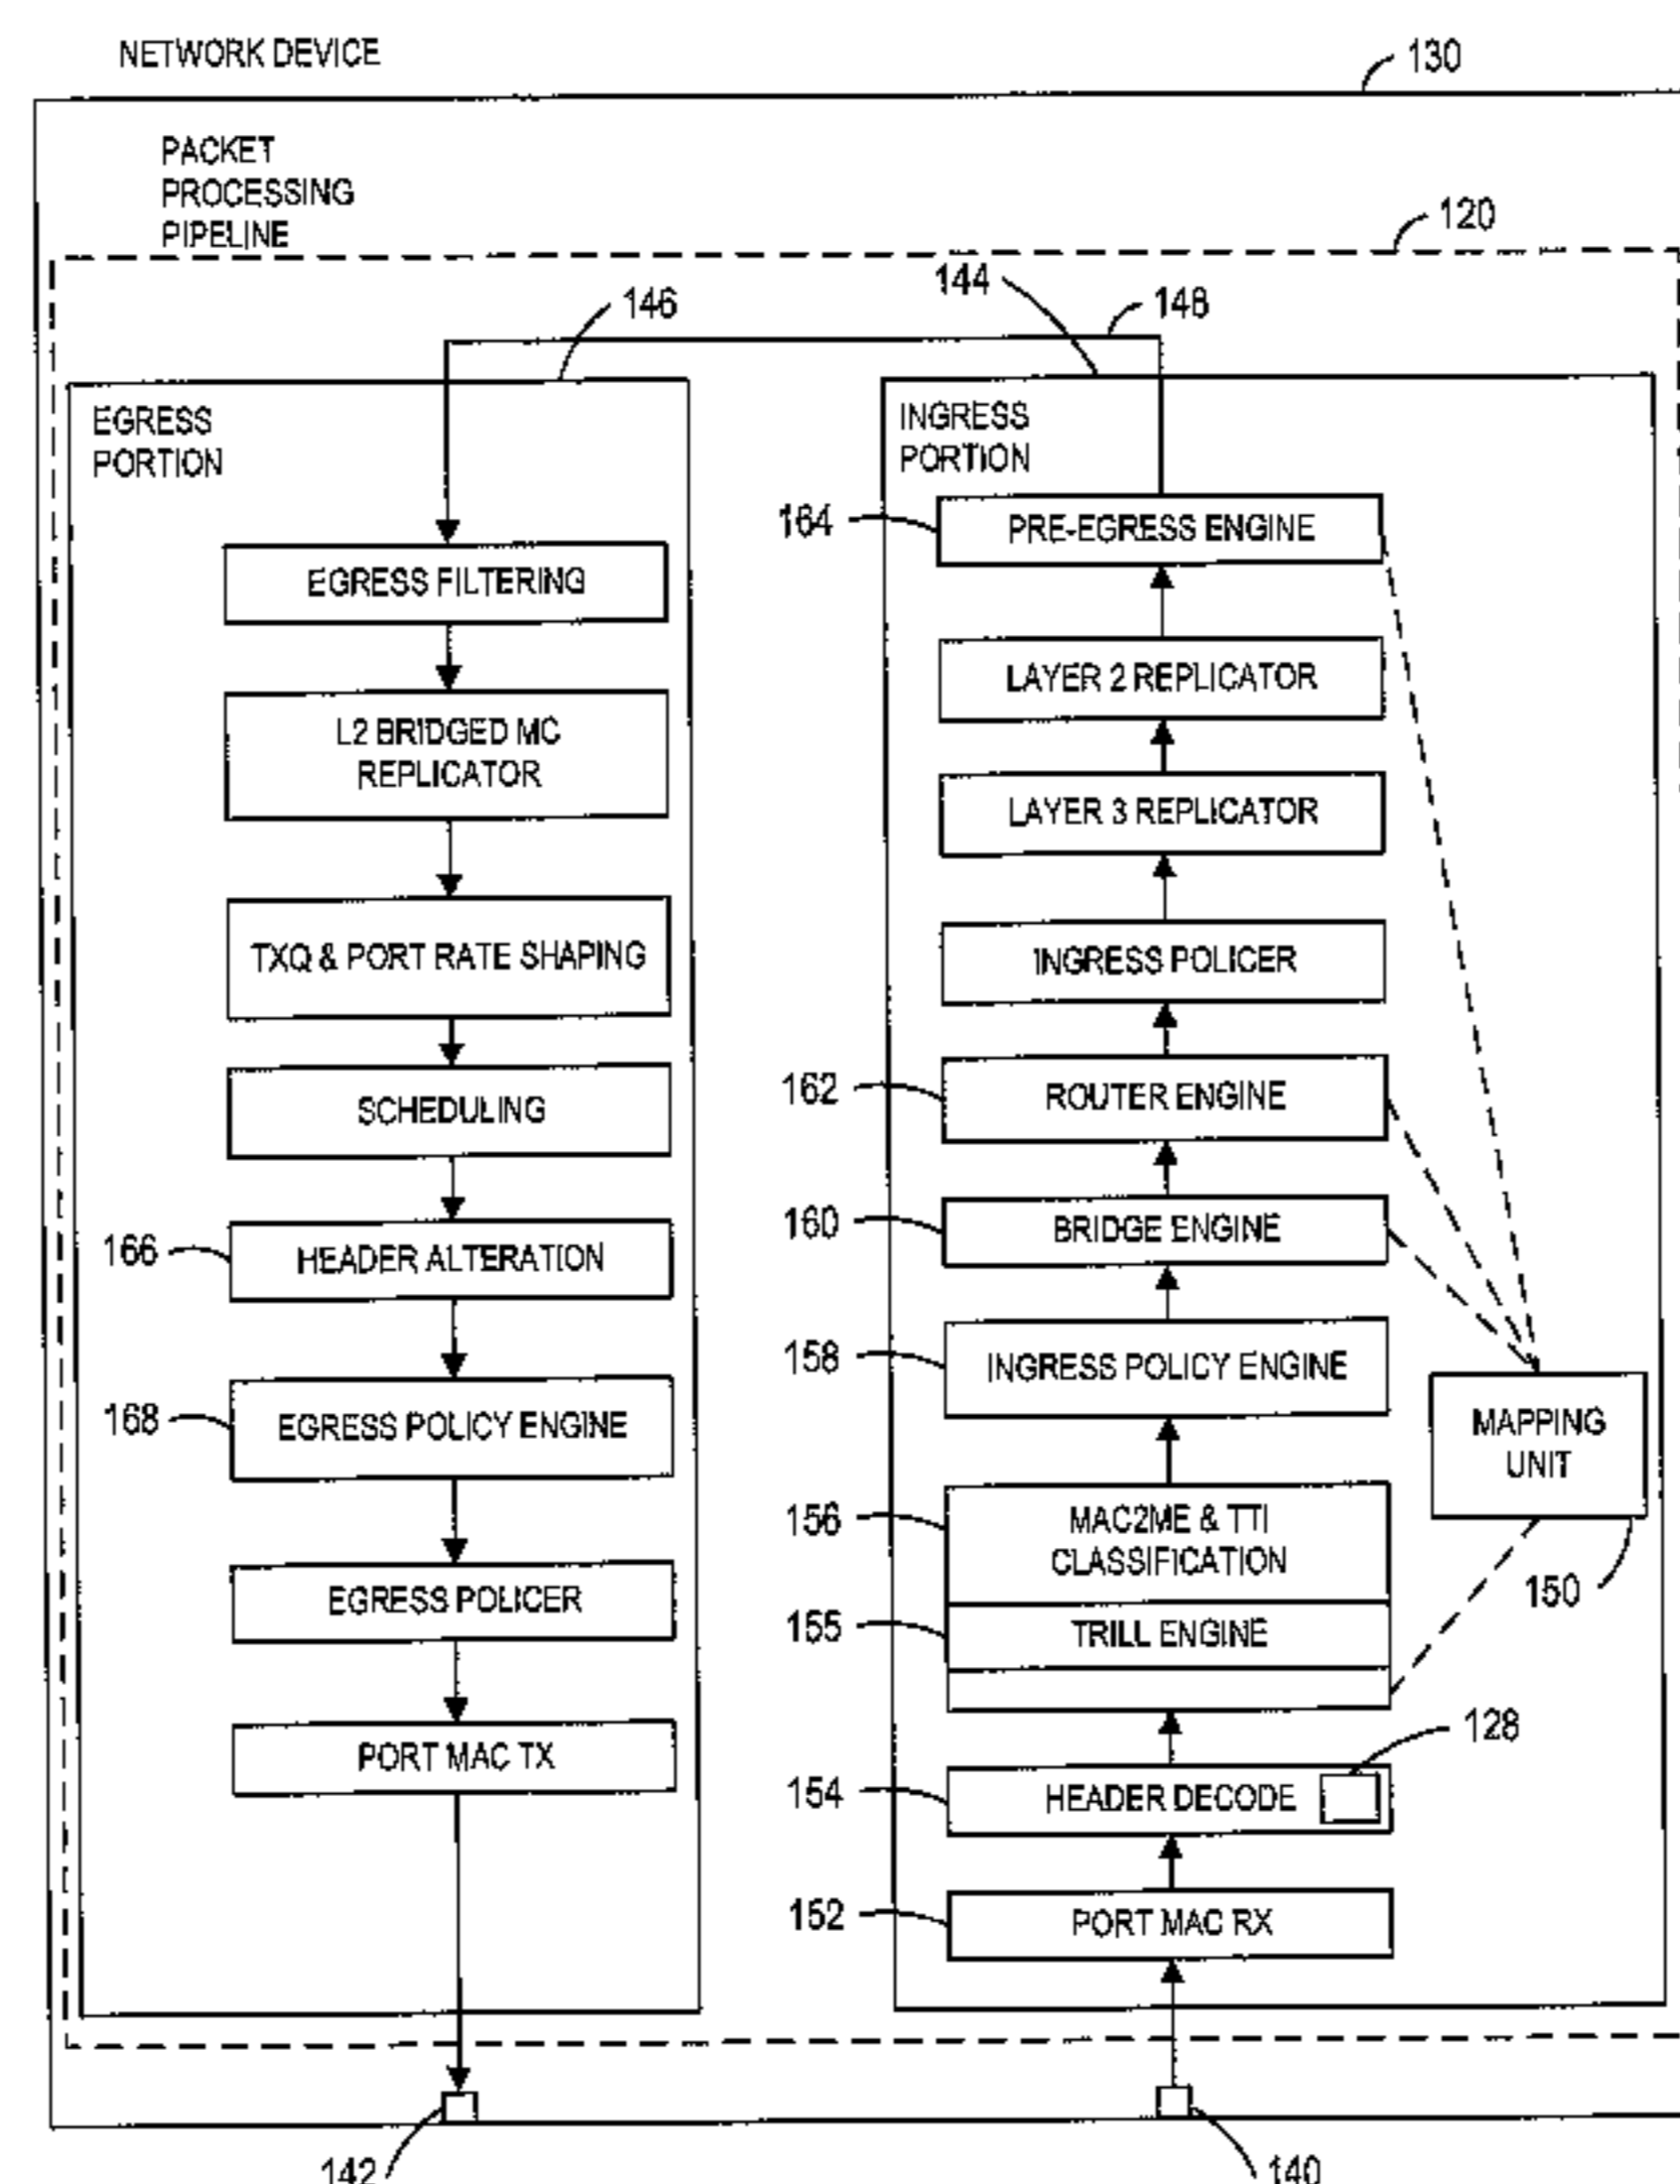 NETWORK DEVICE
130
PACKET
PROCESSING
PIPELINE
120
144
148
146
EGRESS
PORTION
INGRESS
PORTION
164
PRE-EGRESS ENGINE
EGRESS FILTERING
LAYER 2 REPLICATOR
L2 BRIDGED MC
REPLICATOR
LAYER 3 REPLICATOR
TXQ & PORT RATE SHAPING
INGRESS POLICER
162
ROUTER ENGINE
SCHEDULING
160
BRIDGE ENGINE
166
HEADER ALTERATION
158
INGRESS POLICY ENGINE
168
EGRESS POLICY ENGINE
MAPPING
UNIT
156
MAC2ME & TTI
CLASSIFICATION
150
EGRESS POLICER
155
TRILL ENGINE
128
PORT MAC TX
154
HEADER DECODE
152
PORT MAC RX
142
140